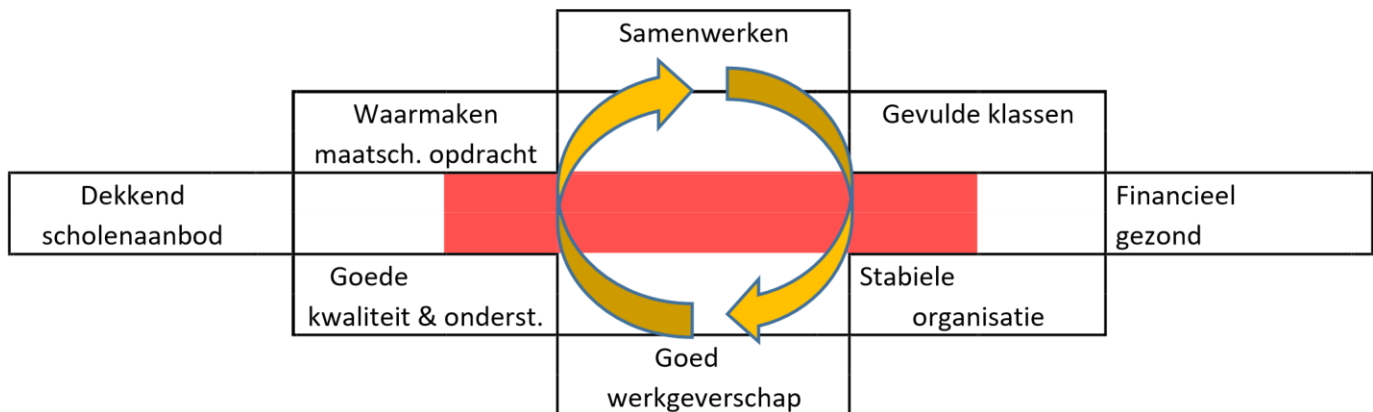 Samenwerken
Waarmaken
maatsch. opdracht
Gevulde klassen
Dekkend
scholenaanbod
Financieel
gezond
Goede
kwaliteit & onderst.
Stabiele
organisatie
Goed
werkgeverschap